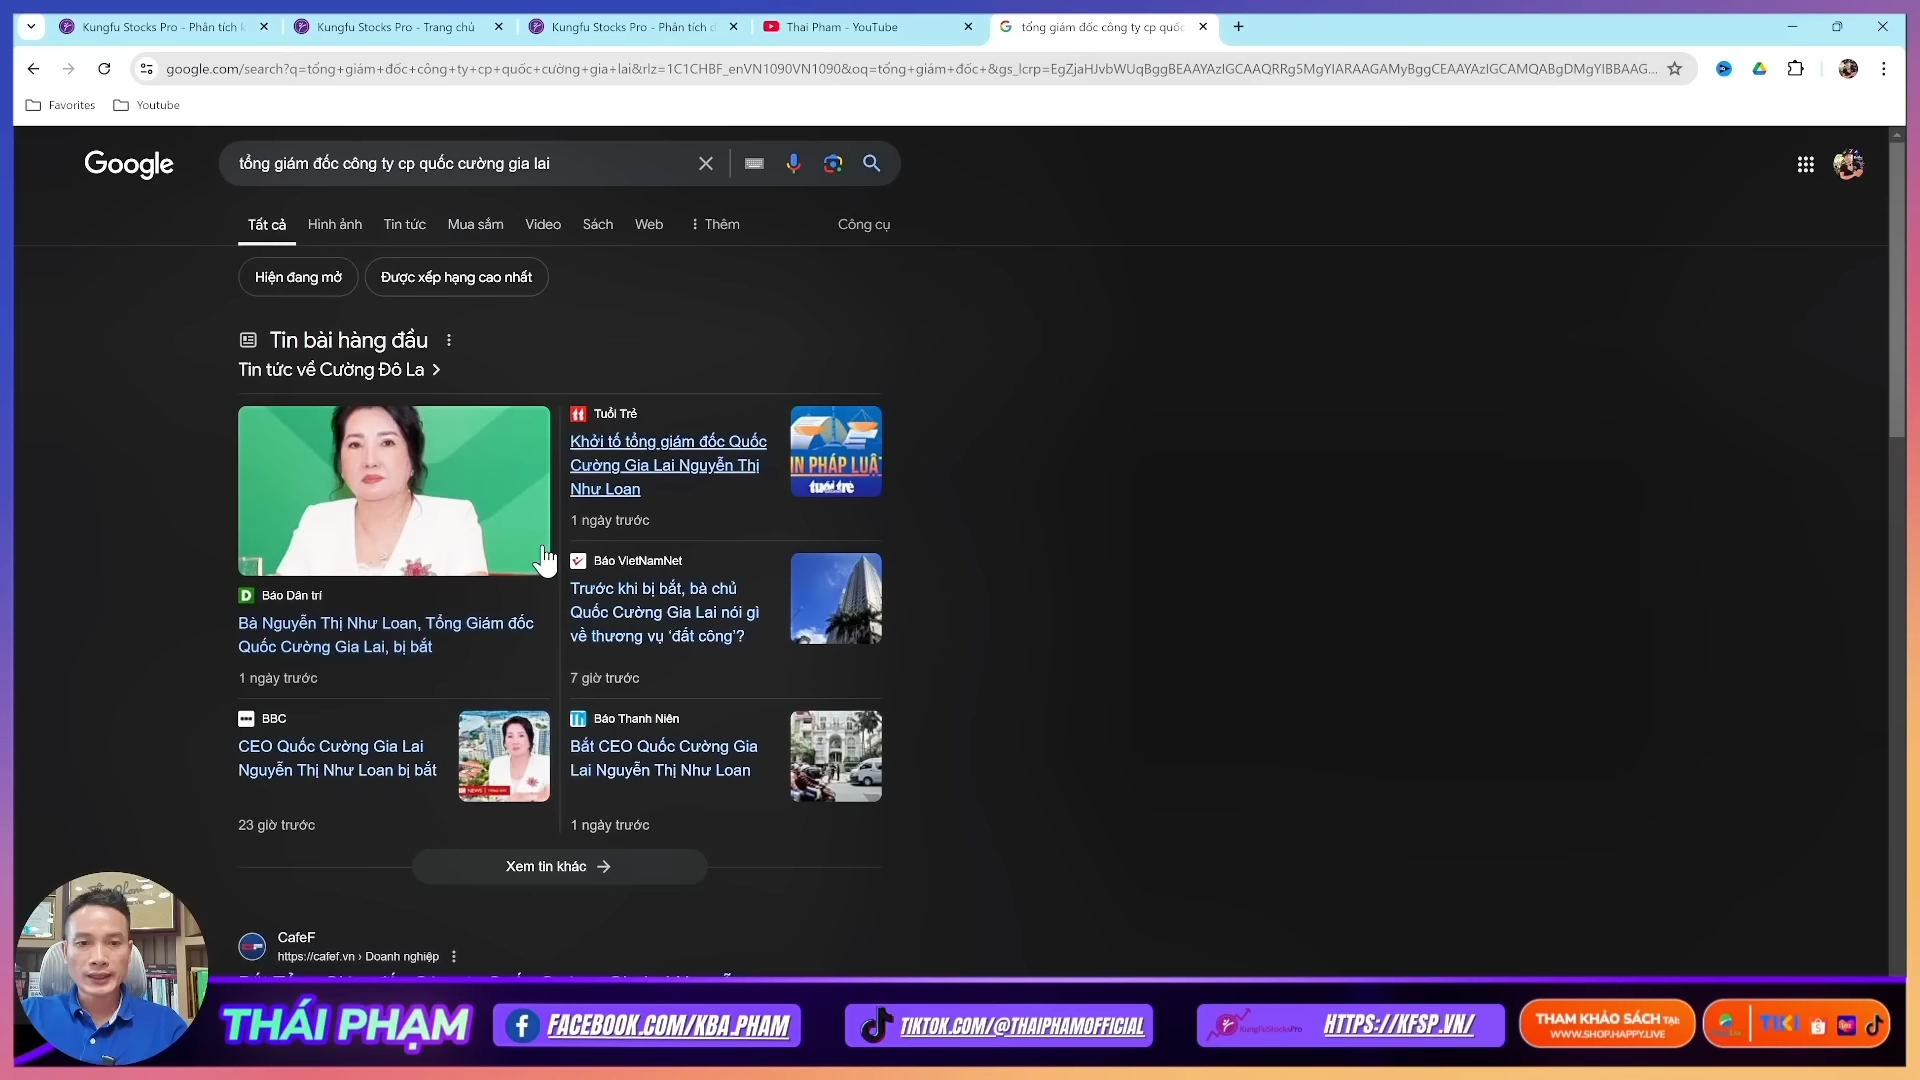 Kungfu Stocks Pro - Phân tích k
Kungfu Stocks Pro - Trang chủ
Kungfu Stocks Pro - Phân tích d
Thai Pham - YouTube
tổng giám đốc công ty cp quốc
google.com/search?q=tổng+giám+đốc+công+ty+cp+quốc+cường+gia+lai&rlz=1C1CHBF_enVN1090VN1090&oq=tổng+giám+đốc+&gs_lcrp=EgZjaHJvbWUqBggBEAAYAzIGCAAQRRg5MgYIARAAGAMyBggCEAAYAzIGCAMQABgDMgYIBBAAG...
Favorites
Youtube
Google
tổng giám đốc công ty cp quốc cường gia lai
Tất cả
Hình ảnh
Tin tức
Mua sắm
Video
Sách
Web
Thêm
Công cụ
Hiện đang mở
Được xếp hạng cao nhất
Tin bài hàng đầu
Tin tức về Cường Đô La
Báo Dân trí
Bà Nguyễn Thị Như Loan, Tổng Giám đốc
Quốc Cường Gia Lai, bị bắt
1 ngày trước
Tuổi Trẻ
Khởi tố tổng giám đốc Quốc
Cường Gia Lai Nguyễn Thị
Như Loan
1 ngày trước
IN PHÁP LUẬT
tuổi trẻ
Báo VietNamNet
Trước khi bị bắt, bà chủ
Quốc Cường Gia Lai nói gì
về thương vụ ‘đất công’?
7 giờ trước
BBC
CEO Quốc Cường Gia Lai
Nguyễn Thị Như Loan bị bắt
23 giờ trước
NEWS
Báo Thanh Niên
Bắt CEO Quốc Cường Gia
Lai Nguyễn Thị Như Loan
1 ngày trước
Xem tin khác
CafeF
https://cafef.vn › Doanh nghiệp
THÁI PHẠM
FACEBOOK.COM/KBA.PHAM
TIKTOK.COM/@THAIPHAMOFFICIAL
KungFuStocksPro
HTTPS://KFSP.VN/
THAM KHẢO SÁCH TẠI:
WWW.SHOP.HAPPY.LIVE
TIKI